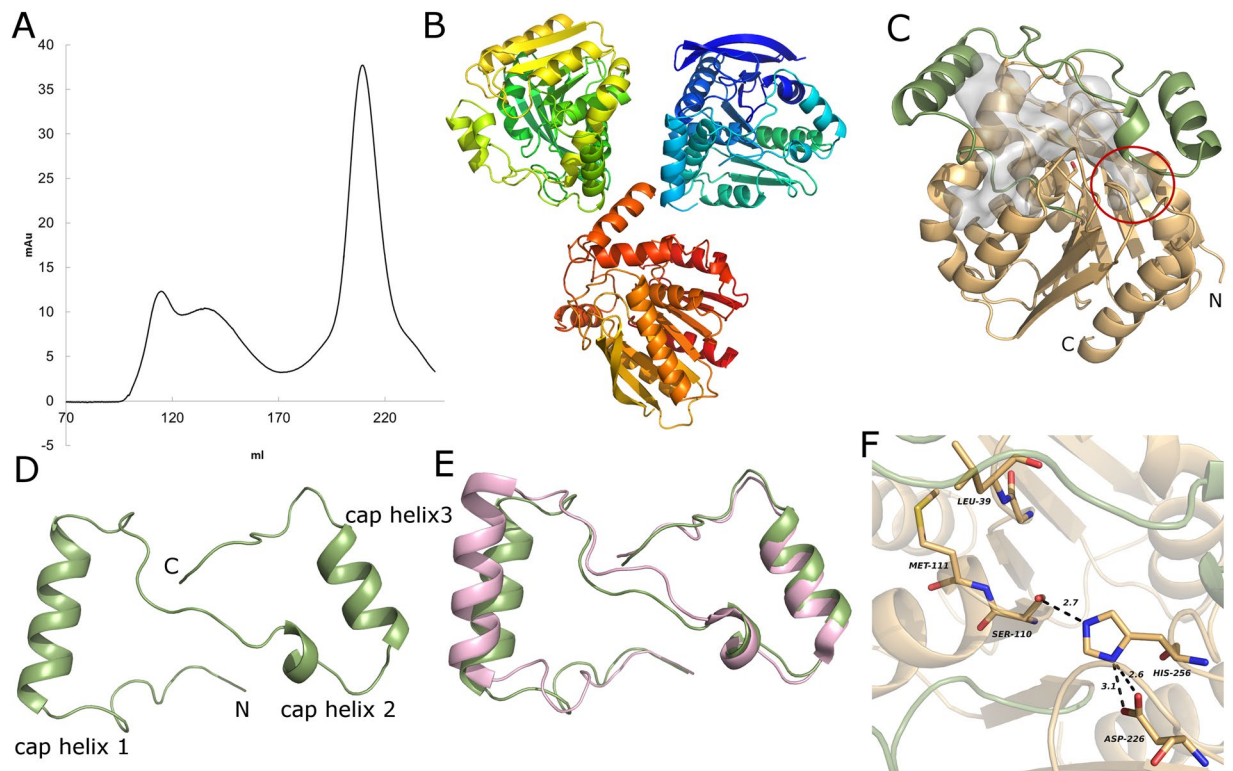 A
40
35
30
25
20
15
10
5
0
-5
mAu
70
120
170
220
ml
B
C
N
C
D
cap helix3
C
N
cap helix 2
cap helix 1
E
F
LEU-39
MET-111
2.7
SER-110
HIS-256
2.6
3.1
ASP-226